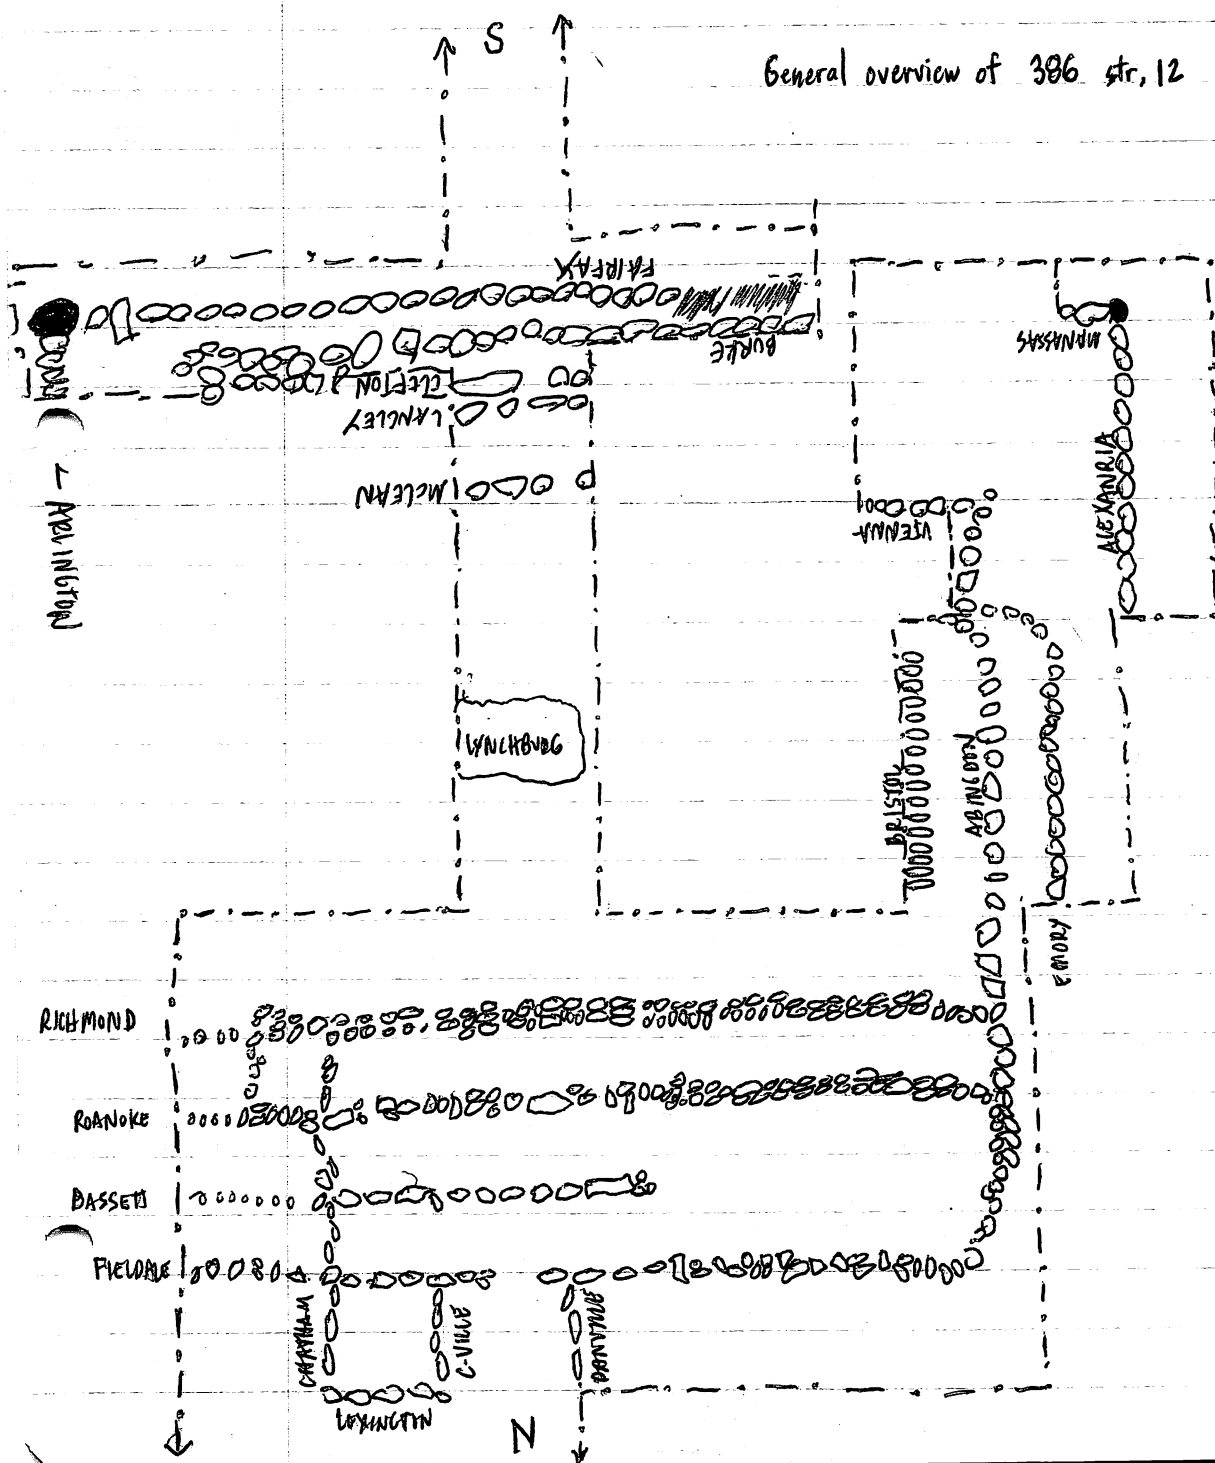 S
General overview of 386 str, 12
FAIRFAX
BURKE
MANASSAS
CLIFTON
LANGLEY
← ARLINGTON
MCLEAN
VIENNA
ALEXANRIA
LYNCHBURG
BRISTOL
ABINGDON
EMORY
RICHMOND
ROANOKE
BASSETT
FIELDALE
CHATHAM
C-VILLE
DANVILLE
LEXINGTON
N